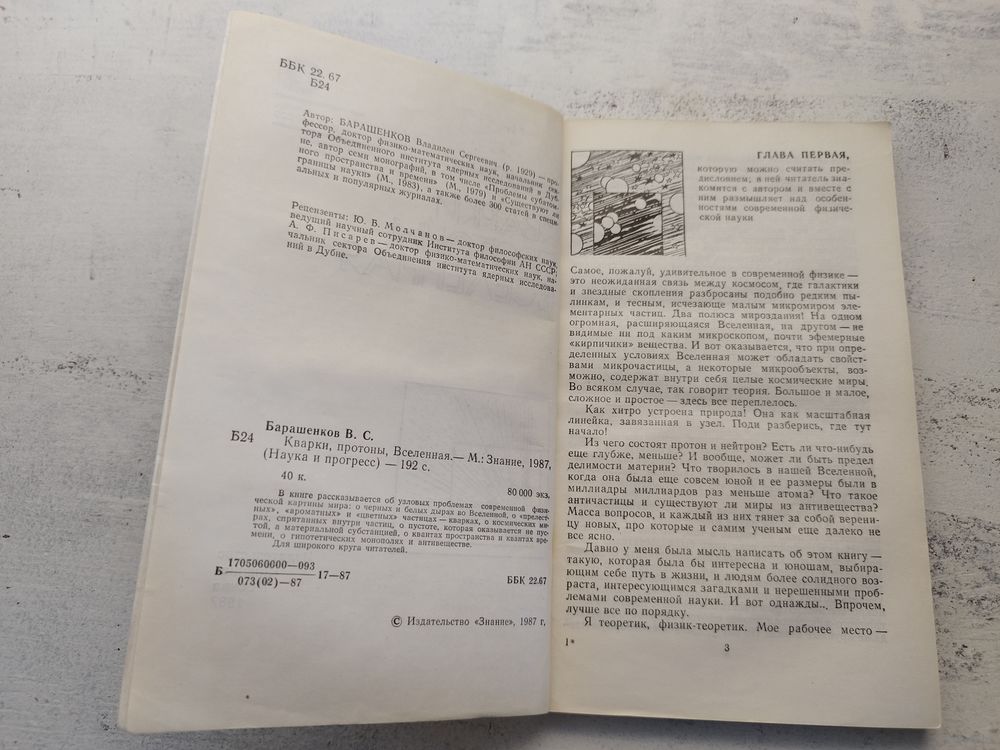 ББК 22.67
Б24
Автор: БАРАШЕНКОВ Владилен Сергеевич (р. 1929) — про-
фессор, доктор физико-математических наук, начальник сек-
тора Объединенного института ядерных исследований в Дуб-
не, автор семи монографий, в том числе «Проблемы субатом-
ного пространства и времени» (М., 1979) и «Существуют ли
границы науки» (М., 1983), а также более 300 статей в специ-
альных и популярных журналах.
Рецензенты: Ю. Б. Молчанов — доктор философских наук,
ведущий научный сотрудник Института философии АН СССР;
А. Ф. Писарев — доктор физико-математических наук, на-
чальник сектора Объединения института ядерных исследова-
ний в Дубне.
Барашенков В. С.
Б24 Кварки, протоны, Вселенная.— М.: Знание, 1987,
(Наука и прогресс) — 192 с.
40 к. 80 000 экз.
В книге рассказывается об узловых проблемах современной физи-
ческой картины мира: о черных и белых дырах во Вселенной, о «прелест-
ных», «ароматных» и «цветных» частицах — кварках, о космических ми-
рах, спрятанных внутри частиц, о пустоте, которая оказывается не пус-
той, а материальной субстанцией, о квантах пространства и квантах вре-
мени, о гипотетических монополях и антивеществе.
Для широкого круга читателей.
Б 1705060000—093 17—87
073(02)—87
ББК 22.67
© Издательство «Знание», 1987 г.
ГЛАВА ПЕРВАЯ,
которую можно считать пре-
дисловием; в ней читатель зна-
комится с автором и вместе с
ним размышляет над особен-
ностями современной физиче-
ской науки
Самое, пожалуй, удивительное в современной физике —
это неожиданная связь между космосом, где галактики
и звездные скопления разбросаны подобно редким пы-
линкам, и тесным, исчезающе малым микромиром эле-
ментарных частиц. Два полюса мироздания! На одном
огромная, расширяющаяся Вселенная, на другом — не
видимые ни под каким микроскопом, почти эфемерные
«кирпичики» вещества. И вот оказывается, что при опре-
деленных условиях Вселенная может обладать свойст-
вами микрочастицы, а некоторые микрообъекты, воз-
можно, содержат внутри себя целые космические миры.
Во всяком случае, так говорит теория. Большое и малое,
сложное и простое — здесь все переплелось.
Как хитро устроена природа! Она как масштабная
линейка, завязанная в узел. Поди разберись, где тут
начало!
Из чего состоят протон и нейтрон? Есть ли что-нибудь
еще глубже, меньше? И вообще, может ли быть предел
делимости материи? Что творилось в нашей Вселенной,
когда она была еще совсем юной и ее размеры были в
миллиарды миллиардов раз меньше атома? Что такое
античастицы и существуют ли миры из антивещества?
Масса вопросов, и каждый из них тянет за собой верени-
цу новых, про которые и самим ученым еще далеко не
все ясно.
Давно у меня была мысль написать об этом книгу —
такую, которая была бы интересна и юношам, выбира-
ющим себе путь в жизни, и людям более солидного воз-
раста, интересующимся загадками и нерешенными проб-
лемами современной науки. И вот однажды... Впрочем,
лучше все по порядку.
Я теоретик, физик-теоретик. Мое рабочее место —
1*
3